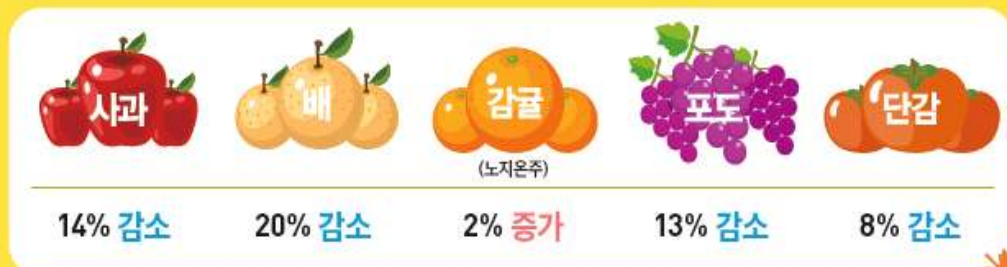 사과 배 감귤 포도 단감
(노지온주)
14% 감소 20% 감소 2% 증가 13% 감소 8% 감소